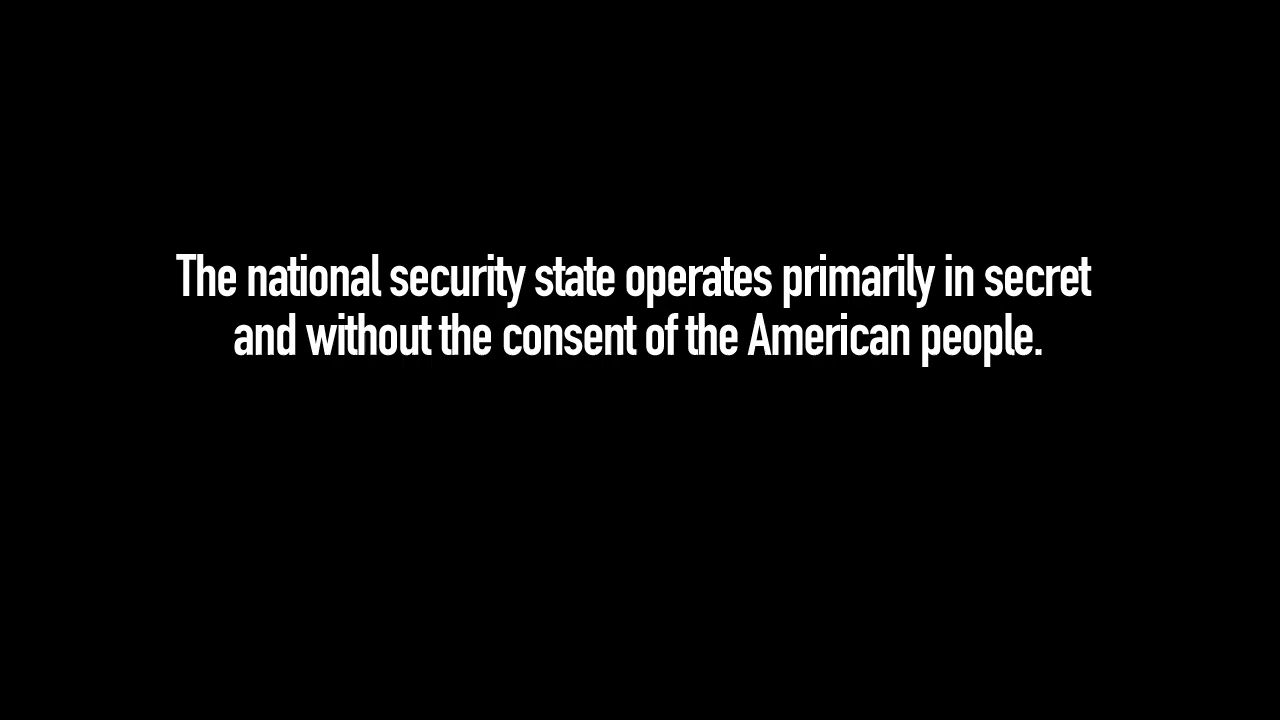 The national security state operates primarily in secret
and without the consent of the American people.